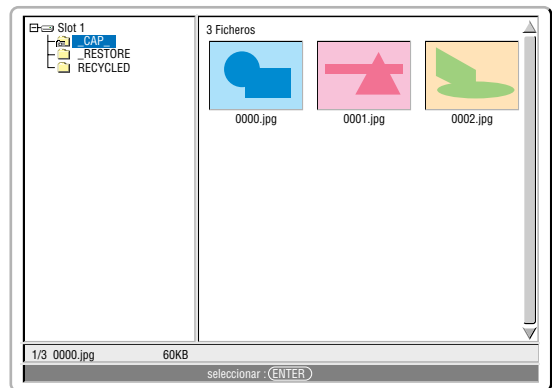 Slot 1
_CAP_
_RESTORE
RECYCLED
3 Ficheros
0000.jpg 0001.jpg 0002.jpg
1/3 0000.jpg 60KB
seleccionar : ENTER